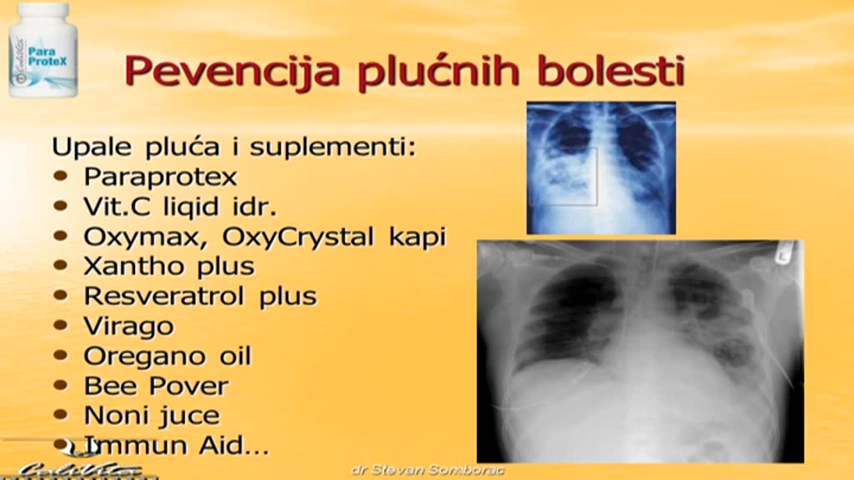 Para
ProteX
Pevencija plućnih bolesti
Upale pluća i suplementi:
Paraprotex
Vit.C liqid idr.
Oxymax, OxyCrystal kapi
Xantho plus
Resveratrol plus
Virago
Oregano oil
Bee Pover
Noni juce
Immun Aid...
L
CaliVita
dr Stevan Somborac